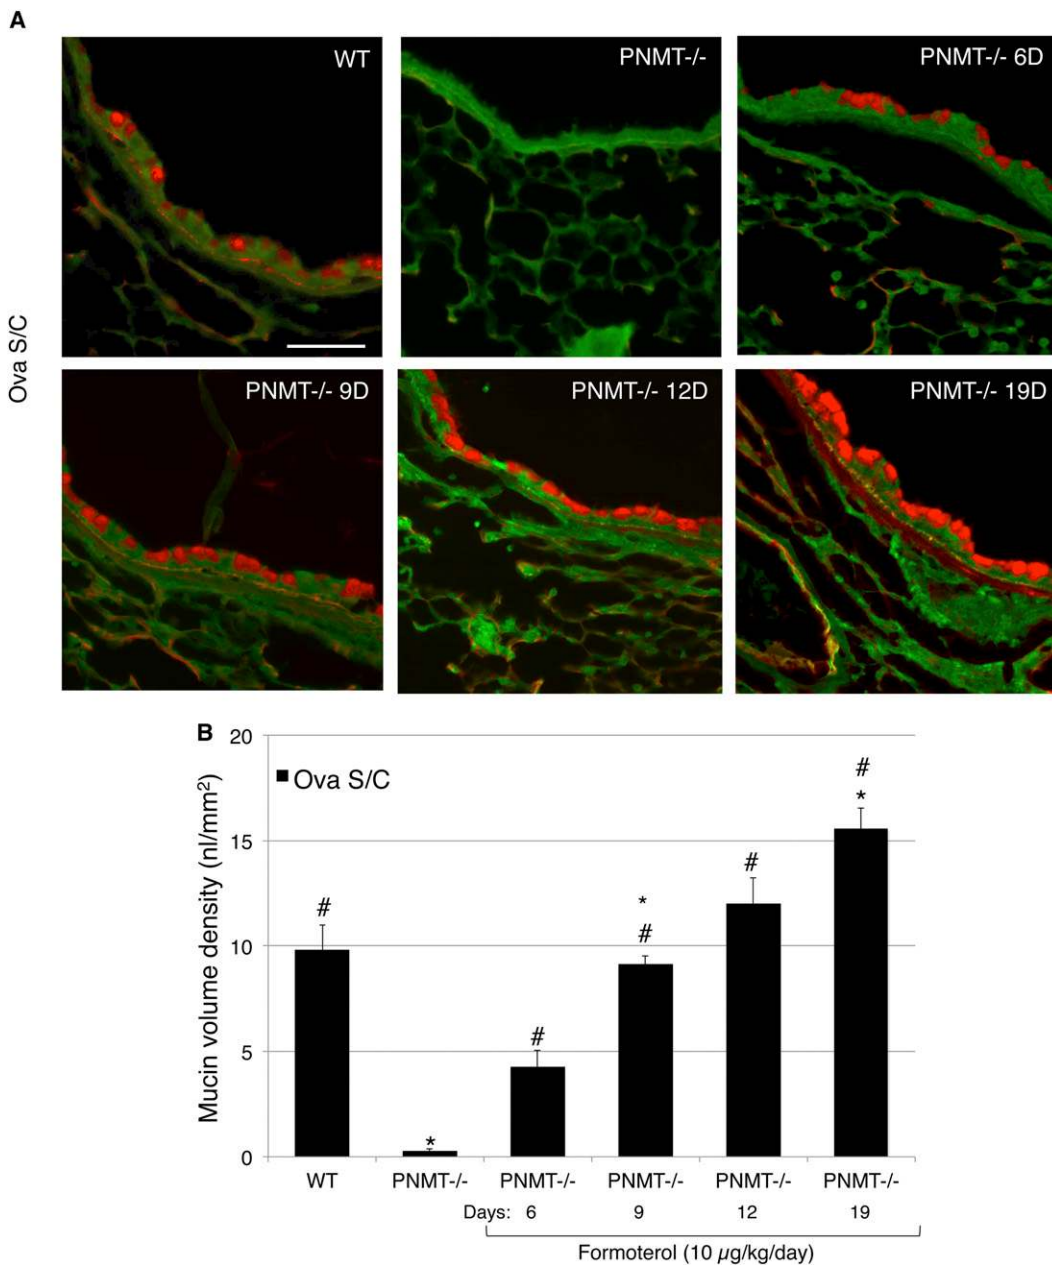 A
WT
PNMT-/-
PNMT-/- 6D
Ova S/C
PNMT-/- 9D
PNMT-/- 12D
PNMT-/- 19D
B
20
15
10
5
0
Mucin volume density (nl/mm²)
Ova S/C
#
*
#
*
#
#
#
*
WT
PNMT-/-
PNMT-/-
PNMT-/-
PNMT-/-
PNMT-/-
Days: 6 9 12 19
Formoterol (10 µg/kg/day)